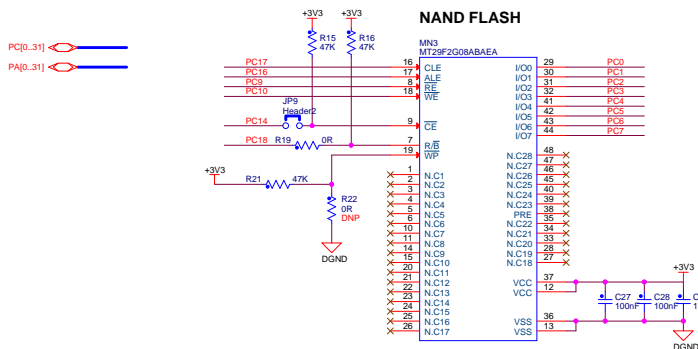 NAND FLASH
+3V3
+3V3
R15
47K
R16
47K
MN3
MT29F2G08ABAEA
PC[0..31]
PA[0..31]
PC17 16 CLE I/O0 29 PC0
PC16 17 ALE I/O1 30 PC1
PC9 8 RE I/O2 31 PC2
PC10 18 WE I/O3 32 PC3
I/O4 41 PC4
JP9
Header2
I/O5 42 PC5
PC14 9 CE I/O6 43 PC6
I/O7 44 PC7
PC18 R19 0R 7 R/B
19 WP N.C28 48
N.C27 47
+3V3
1 N.C1 N.C26 46
R21 47K 2 N.C2 N.C25 45
3 N.C3 N.C24 40
R22
0R
DNP
4 N.C4 N.C23 39
5 N.C5 PRE 38
6 N.C6 N.C22 35
10 N.C7 N.C21 34
11 N.C8 N.C20 33
14 N.C9 N.C19 28
15 N.C10 N.C18 27
DGND
20 N.C11
21 N.C12 VCC 37
22 N.C13 VCC 12
+3V3
23 N.C14
24 N.C15
25 N.C16 VSS 36
26 N.C17 VSS 13
C27
100nF
C28
100nF
C
1
DGND